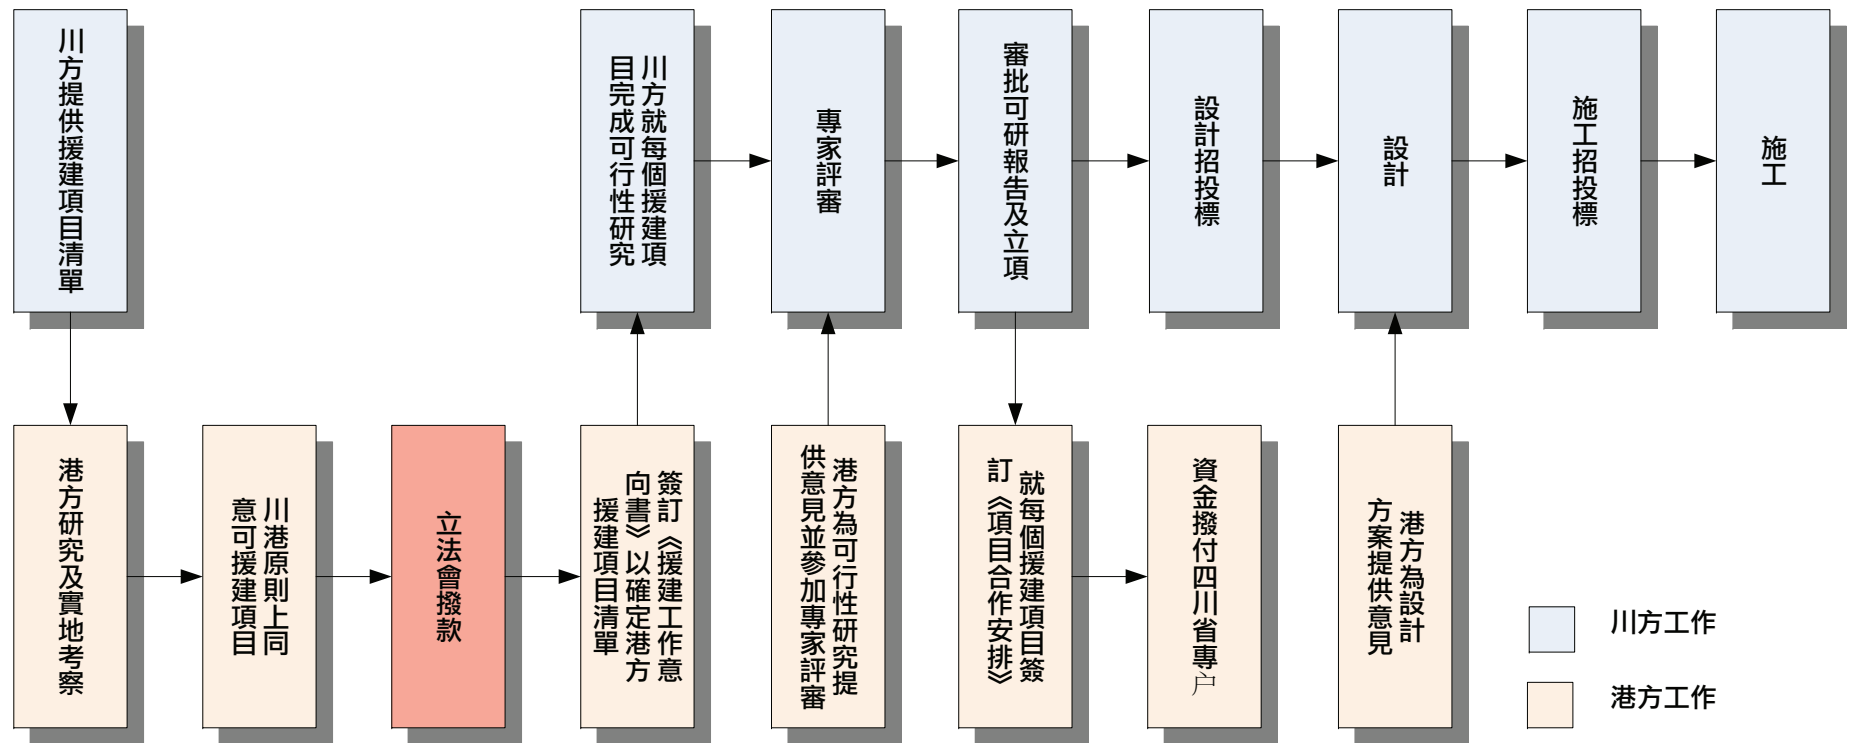 川方提供援建項目清單
川方就每個援建項
目完成可行性研究
專家評審
審批可研報告及立項
設計招投標
設計
施工招投標
施工
港方研究及實地考察
川港原則上同
意可援建項目
立法會撥款
簽訂《援建工作意
向書》以確定港方
援建項目清單
港方為可行性研究提
供意見並參加專家評審
就每個援建項目簽
訂《項目合作安排》
資金撥付四川省專户
港方為設計
方案提供意見
川方工作
港方工作